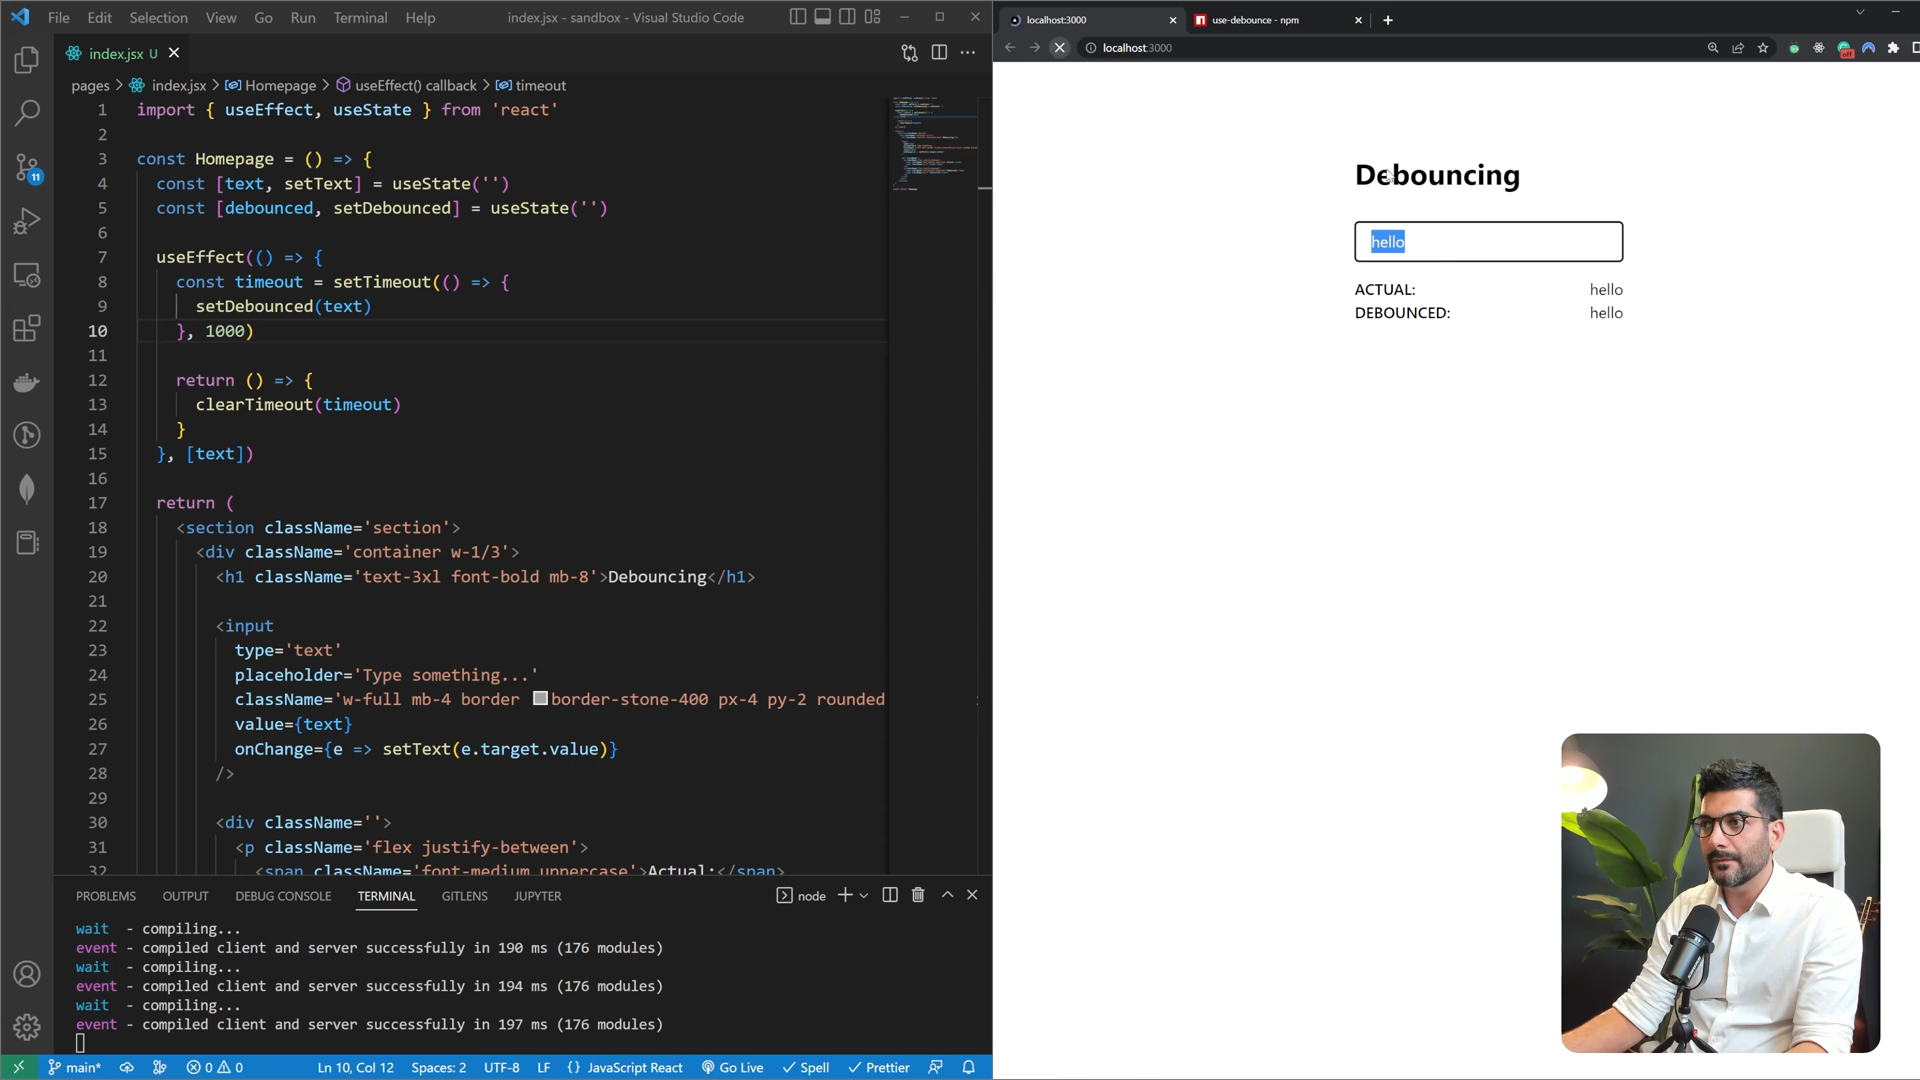 File Edit Selection View Go Run Terminal Help index.jsx - sandbox - Visual Studio Code
index.jsx U
pages > index.jsx > Homepage > useEffect() callback > timeout
1 import { useEffect, useState } from 'react'
2
3 const Homepage = () => {
4 const [text, setText] = useState('')
5 const [debounced, setDebounced] = useState('')
6
7 useEffect(() => {
8 const timeout = setTimeout(() => {
9 setDebounced(text)
10 }, 1000)
11
12 return () => {
13 clearTimeout(timeout)
14 }
15 }, [text])
16
17 return (
18 <section className='section'>
19 <div className='container w-1/3'>
20 <h1 className='text-3xl font-bold mb-8'>Debouncing</h1>
21
22 <input
23 type='text'
24 placeholder='Type something...'
25 className='w-full mb-4 border border-stone-400 px-4 py-2 rounded
26 value={text}
27 onChange={e => setText(e.target.value)}
28 />
29
30 <div className=''>
31 <p className='flex justify-between'>
32 <span className='font-medium uppercase'>Actual:</span>
11
PROBLEMS OUTPUT DEBUG CONSOLE TERMINAL GITLENS JUPYTER node
wait - compiling...
event - compiled client and server successfully in 190 ms (176 modules)
wait - compiling...
event - compiled client and server successfully in 194 ms (176 modules)
wait - compiling...
event - compiled client and server successfully in 197 ms (176 modules)
main* 0 0 Ln 10, Col 12 Spaces: 2 UTF-8 LF {} JavaScript React Go Live Spell Prettier
localhost:3000 use-debounce - npm
localhost:3000
off
Debouncing
hello
ACTUAL: hello
DEBOUNCED: hello